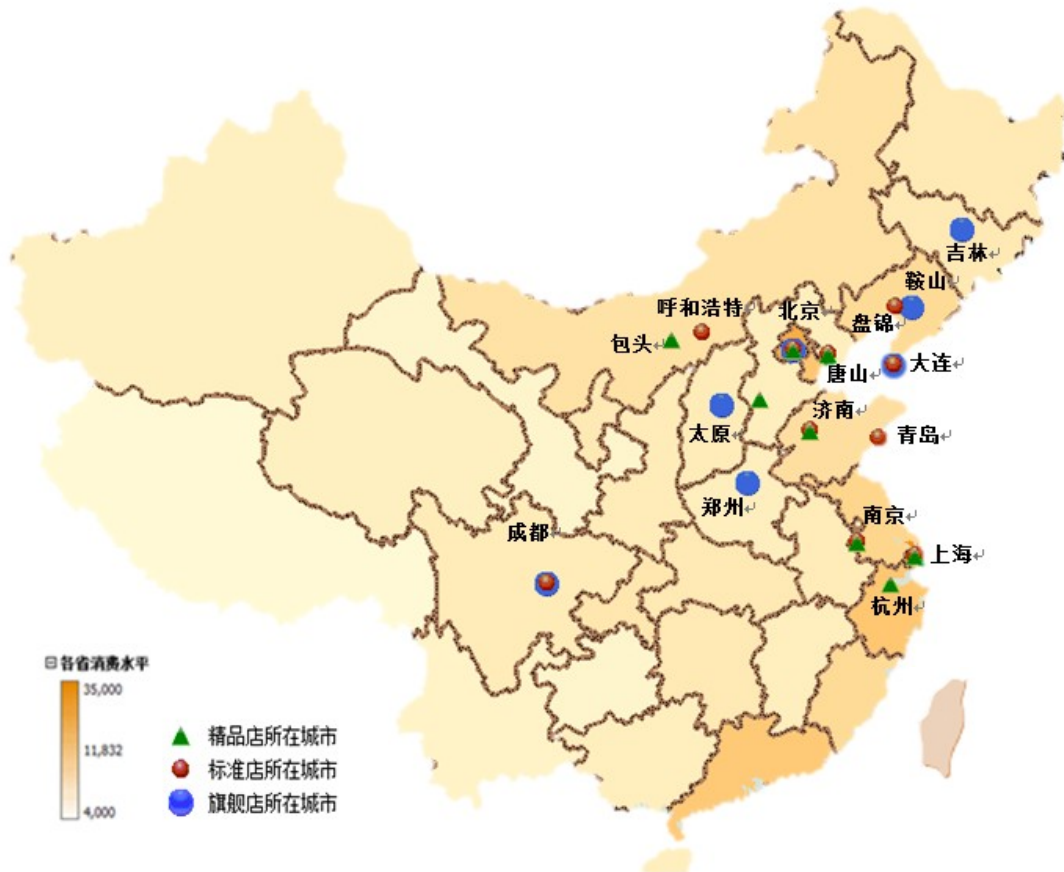 吉林↵
鞍山↵
呼和浩特↵
北京↵
盘锦↵
包头↵
大连↵
唐山↵
济南↵
太原↵
青岛↵
郑州↵
南京↵
成都↵
上海↵
杭州↵
各省消费水平
35,000
11,832
4,000
精品店所在城市
标准店所在城市
旗舰店所在城市